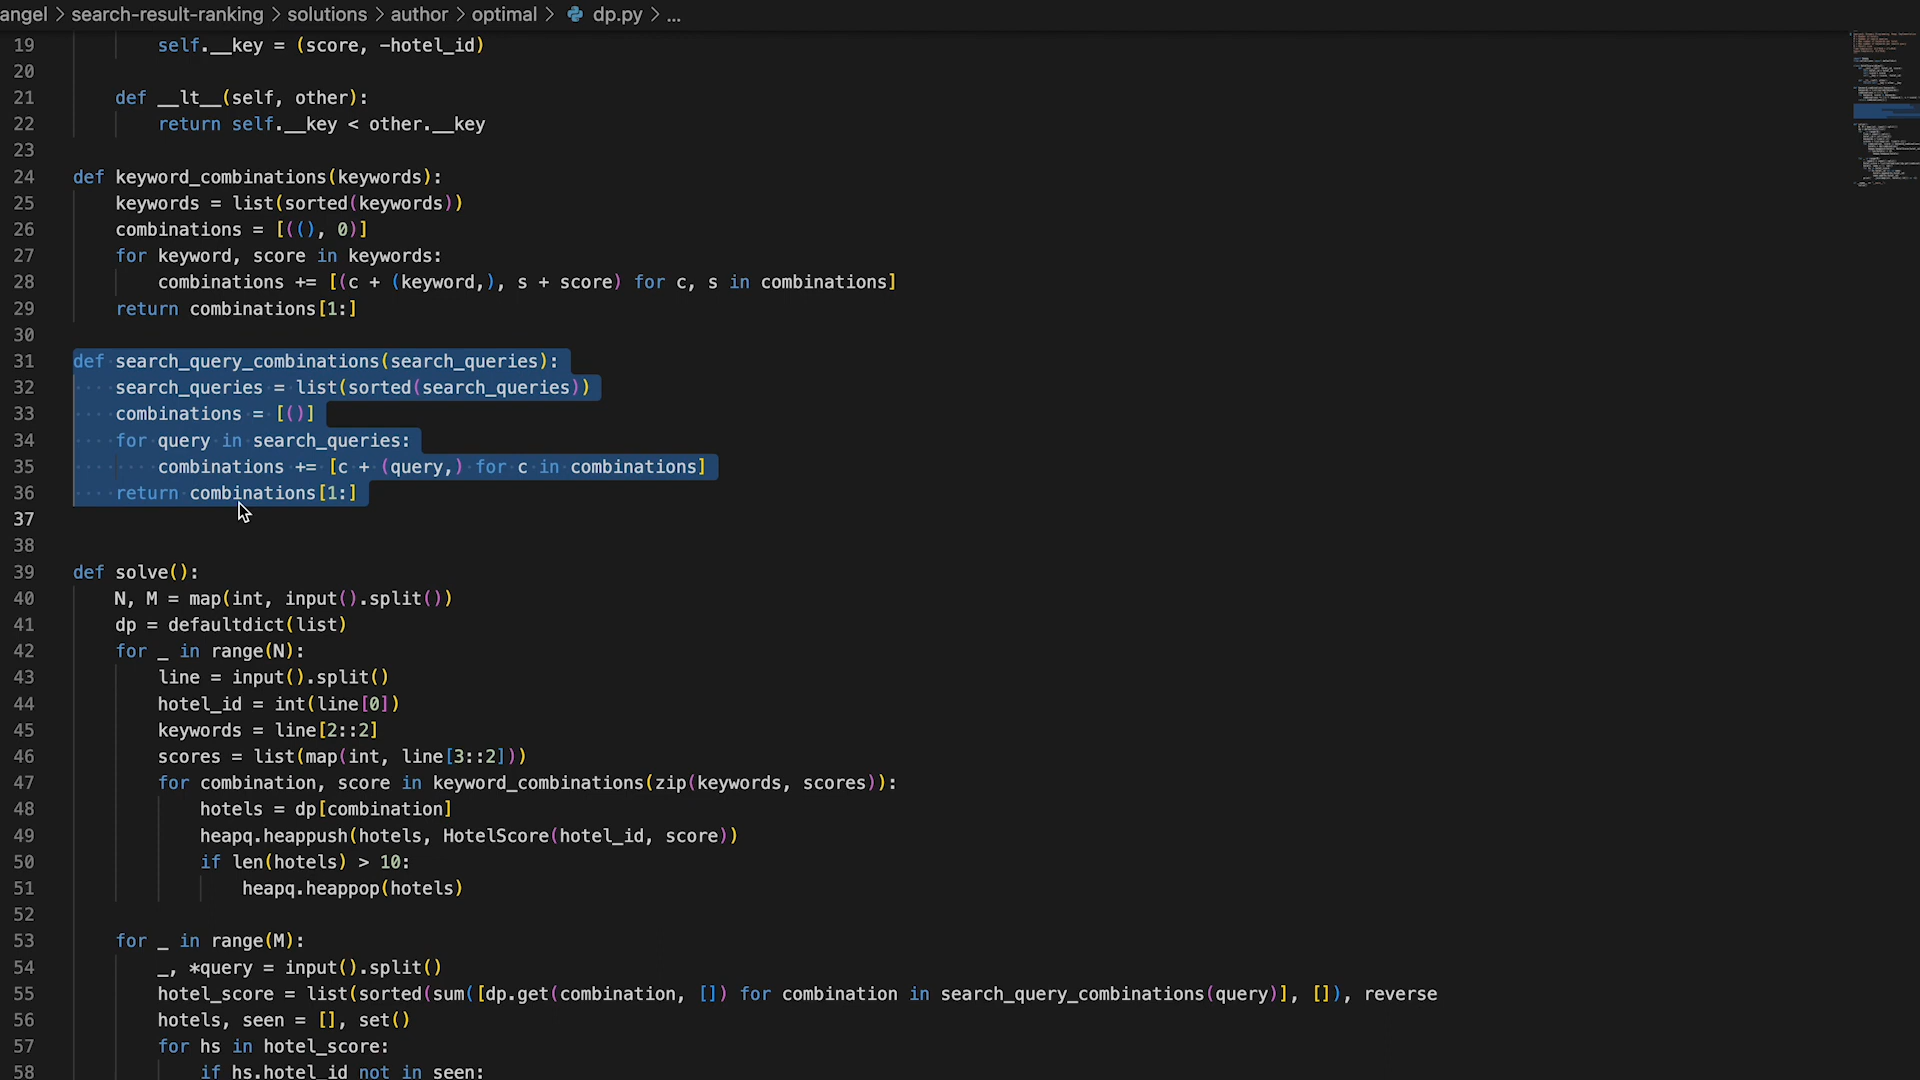 angel > search-result-ranking > solutions > author > optimal > dp.py > ...
19 self.__key = (score, -hotel_id)
20
21 def __lt__(self, other):
22 return self.__key < other.__key
23
24 def keyword_combinations(keywords):
25 keywords = list(sorted(keywords))
26 combinations = [((), 0)]
27 for keyword, score in keywords:
28 combinations += [(c + (keyword,), s + score) for c, s in combinations]
29 return combinations[1:]
30
31 def search_query_combinations(search_queries):
32 search_queries = list(sorted(search_queries))
33 combinations = [()]
34 for query in search_queries:
35 combinations += [c + (query,) for c in combinations]
36 return combinations[1:]
37
38
39 def solve():
40 N, M = map(int, input().split())
41 dp = defaultdict(list)
42 for _ in range(N):
43 line = input().split()
44 hotel_id = int(line[0])
45 keywords = line[2::2]
46 scores = list(map(int, line[3::2]))
47 for combination, score in keyword_combinations(zip(keywords, scores)):
48 hotels = dp[combination]
49 heapq.heappush(hotels, HotelScore(hotel_id, score))
50 if len(hotels) > 10:
51 heapq.heappop(hotels)
52
53 for _ in range(M):
54 _, *query = input().split()
55 hotel_score = list(sorted(sum([dp.get(combination, []) for combination in search_query_combinations(query)], []), reverse
56 hotels, seen = [], set()
57 for hs in hotel_score:
58 if hs.hotel_id not in seen: